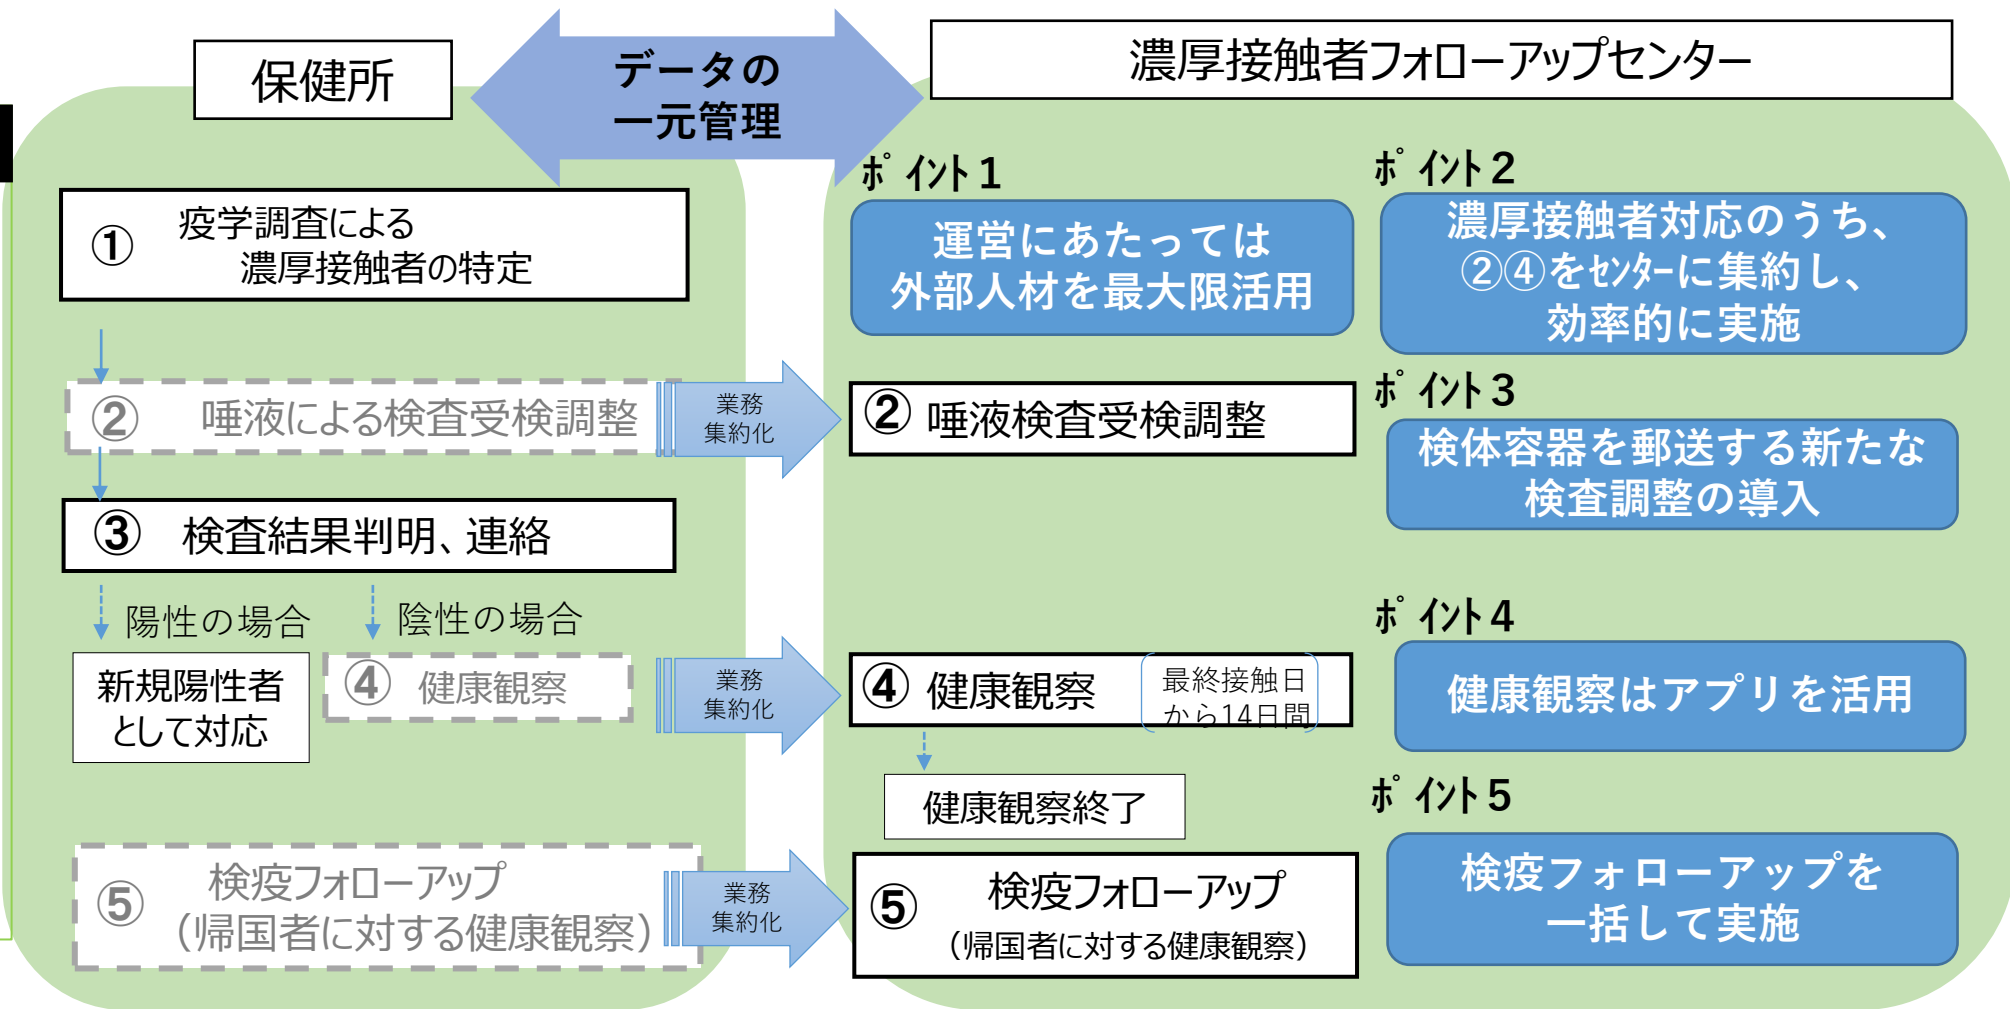 保健所
データの
一元管理
濃厚接触者フォローアップセンター
① 疫学調査による
濃厚接触者の特定
② 唾液による検査受検調整
③ 検査結果判明、連絡
陽性の場合
陰性の場合
新規陽性者
として対応
④ 健康観察
⑤ 検疫フォローアップ
（帰国者に対する健康観察）
業務
集約化
業務
集約化
業務
集約化
ﾎﾟｲﾝﾄ1
運営にあたっては
外部人材を最大限活用
② 唾液検査受検調整
④ 健康観察
最終接触日
から14日間
健康観察終了
⑤ 検疫フォローアップ
（帰国者に対する健康観察）
ﾎﾟｲﾝﾄ2
濃厚接触者対応のうち、
②④をｾﾝﾀｰに集約し、
効率的に実施
ﾎﾟｲﾝﾄ3
検体容器を郵送する新たな
検査調整の導入
ﾎﾟｲﾝﾄ4
健康観察はアプリを活用
ﾎﾟｲﾝﾄ5
検疫フォローアップを
一括して実施